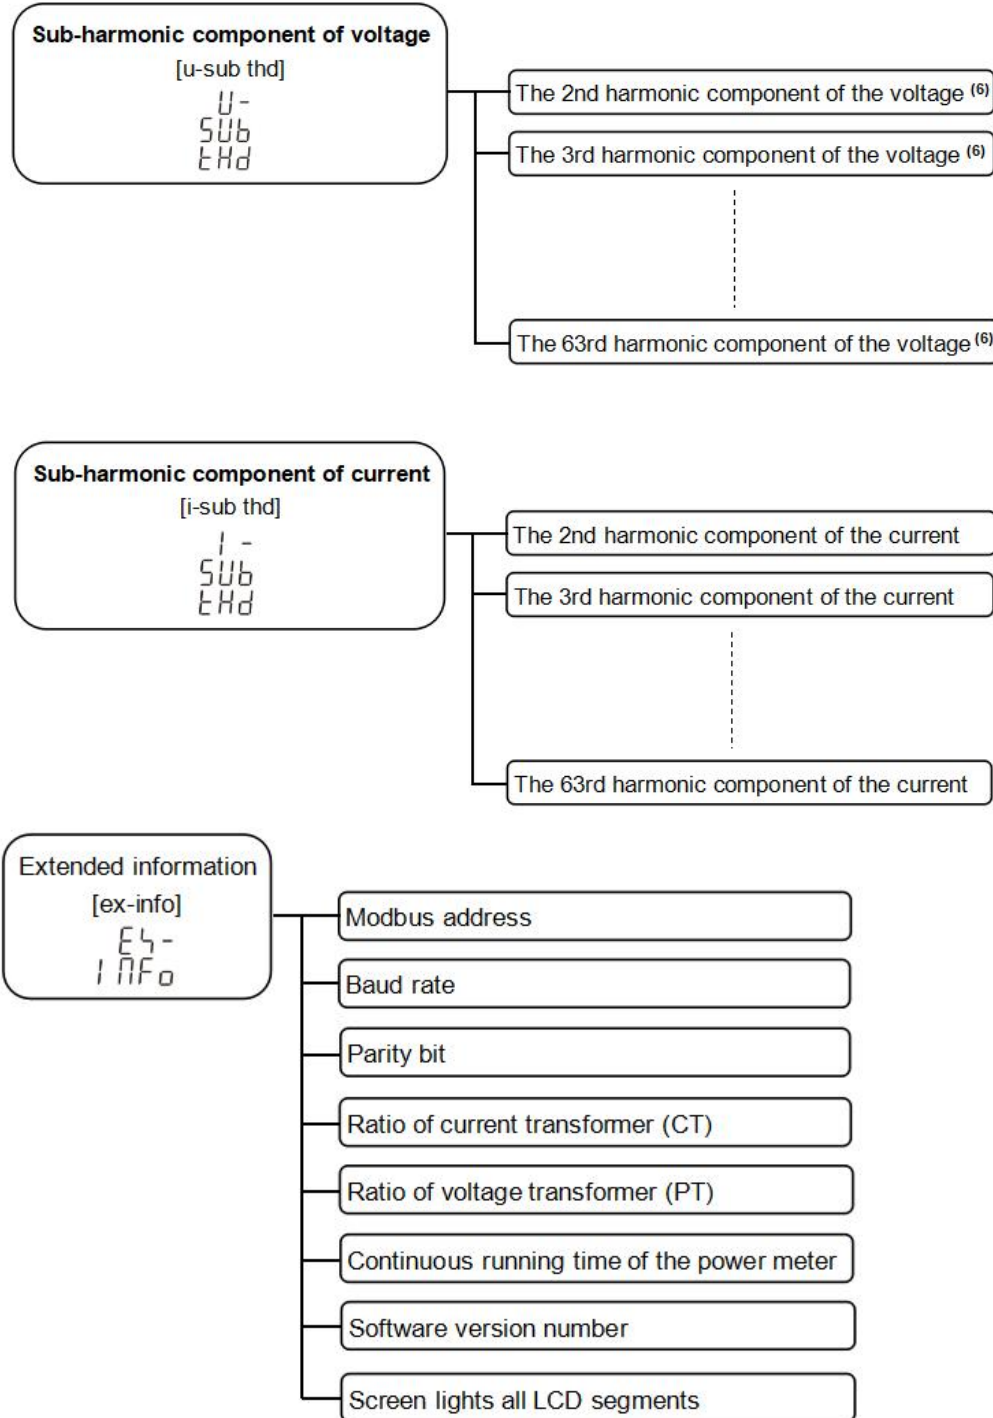 Sub-harmonic component of voltage
[u-sub thd]
U-
SUb
tHd
The 2nd harmonic component of the voltage (6)
The 3rd harmonic component of the voltage (6)
The 63rd harmonic component of the voltage (6)
Sub-harmonic component of current
[i-sub thd]
I -
SUb
tHd
The 2nd harmonic component of the current
The 3rd harmonic component of the current
The 63rd harmonic component of the current
Extended information
[ex-info]
EX-
INFo
Modbus address
Baud rate
Parity bit
Ratio of current transformer (CT)
Ratio of voltage transformer (PT)
Continuous running time of the power meter
Software version number
Screen lights all LCD segments